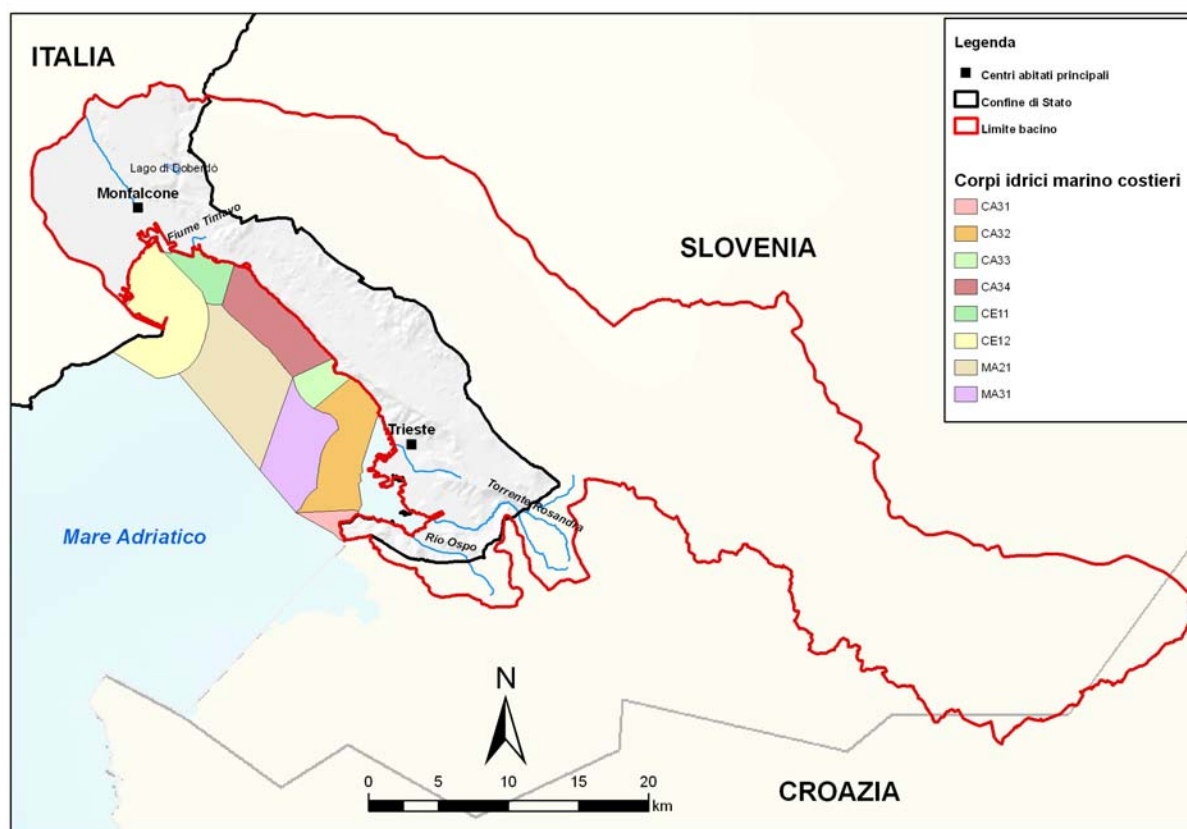 ITALIA
Lago di Doberdó
Monfalcone
Fiume Timavo
SLOVENIA
Trieste
Torrente Rosandra
Rio Ospo
Mare Adriatico
N
0 5 10 15 20
km
CROAZIA
Legenda
Centri abitati principali
Confine di Stato
Limite bacino
Corpi idrici marino costieri
CA31
CA32
CA33
CA34
CE11
CE12
MA21
MA31